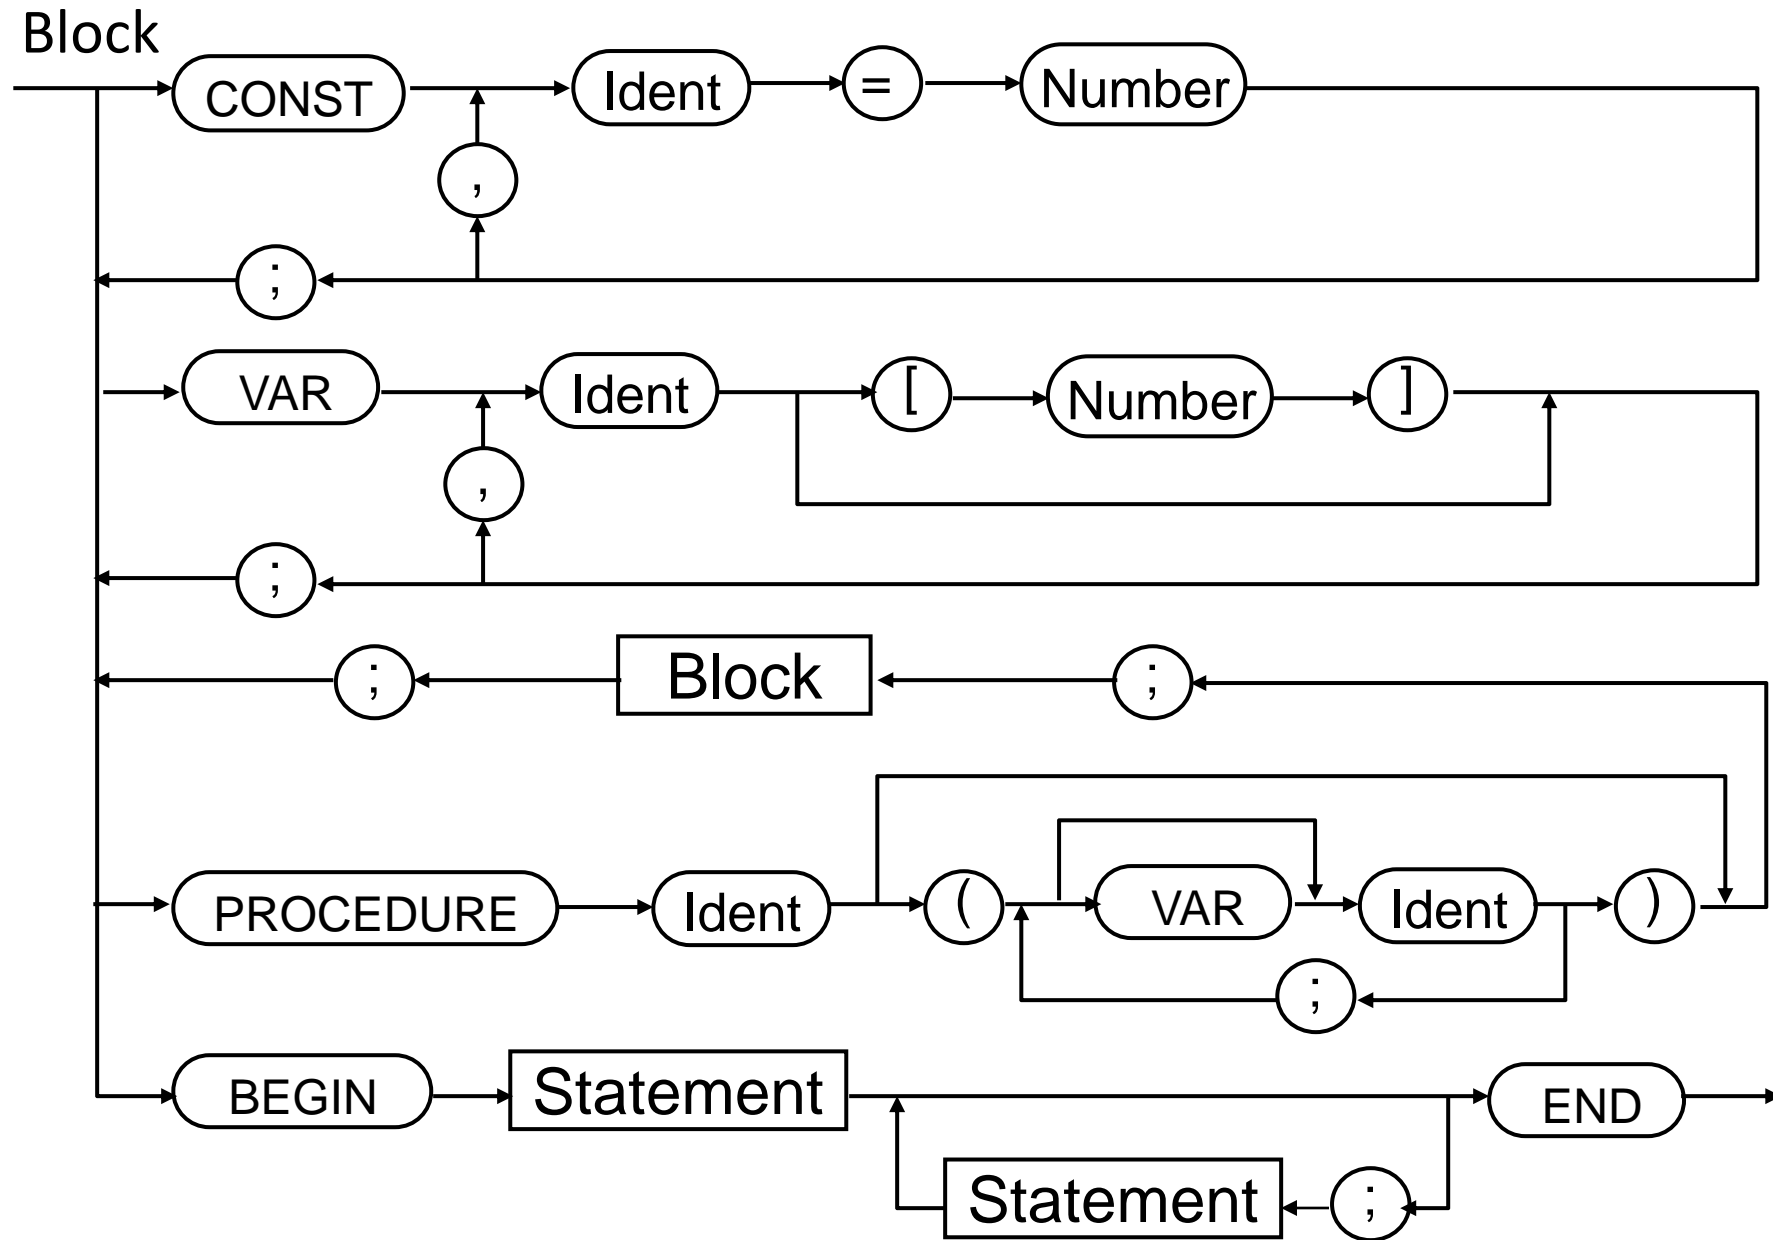 Block
CONST Ident = Number
,
;
VAR Ident [ Number ]
,
;
; Block ;
PROCEDURE Ident ( VAR Ident )
;
BEGIN Statement END
Statement ;